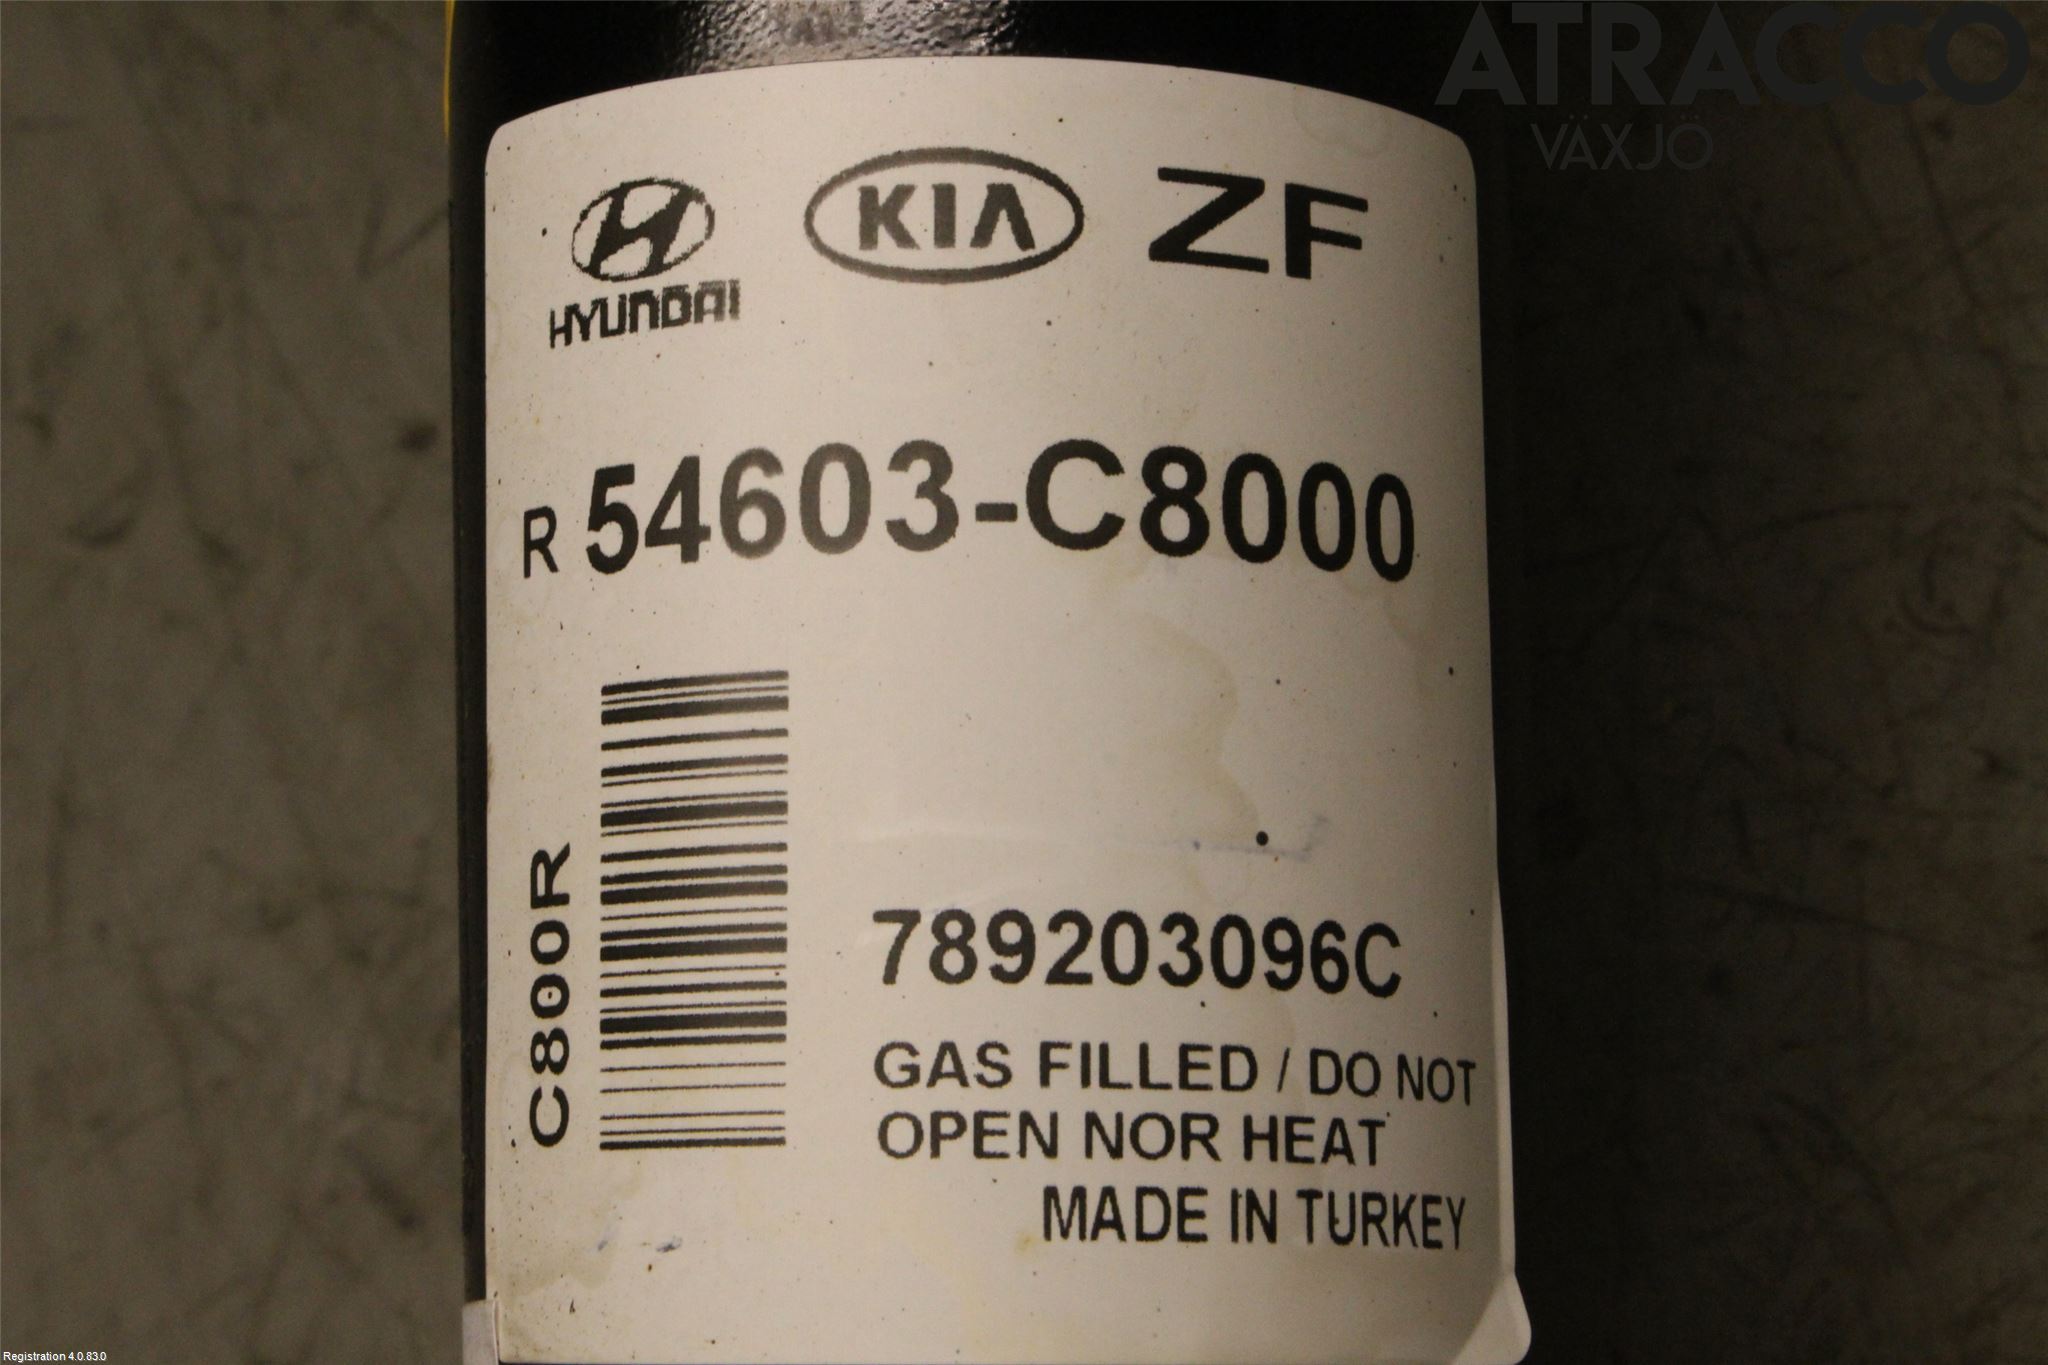 ATRACCO
VÄXJÖ
HYUNDAI
KIA
ZF
R 54603-C8000
C800R
789203096C
GAS FILLED / DO NOT
OPEN NOR HEAT
MADE IN TURKEY
Registration 4.0.83.0